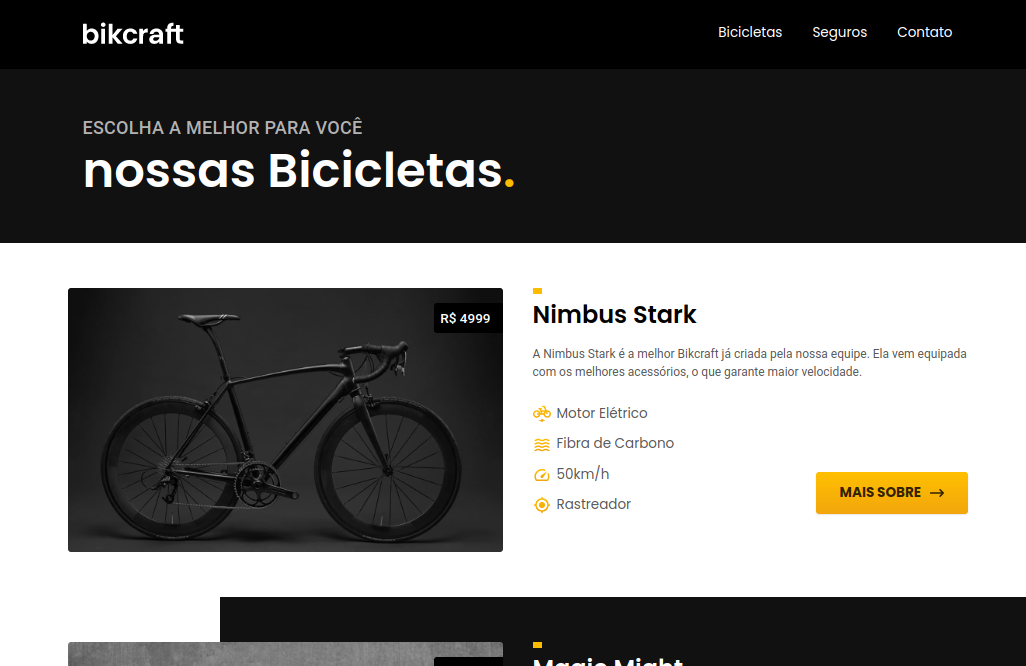 bikcraft
Bicicletas
Seguros
Contato
ESCOLHA A MELHOR PARA VOCÊ
nossas Bicicletas.
R$ 4999
Nimbus Stark
A Nimbus Stark é a melhor Bikcraft já criada pela nossa equipe. Ela vem equipada
com os melhores acessórios, o que garante maior velocidade.
Motor Elétrico
Fibra de Carbono
50km/h
Rastreador
MAIS SOBRE
Magic Might